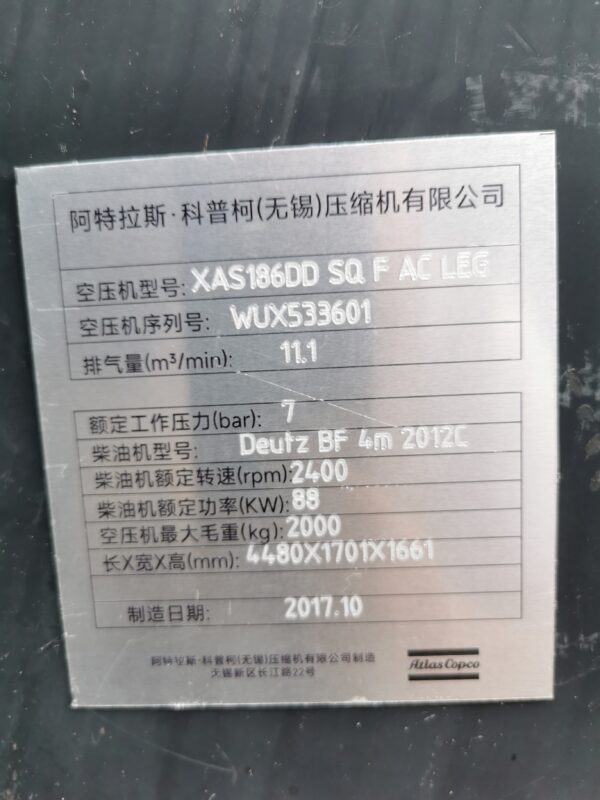 阿特拉斯·科普柯(无锡)压缩机有限公司
空压机型号: XAS186DD SQ F AC LEG
空压机序列号: WUX533601
排气量(m³/min): 11.1
额定工作压力(bar): 7
柴油机型号: Deutz BF 4m 2012C
柴油机额定转速(rpm): 2400
柴油机额定功率(KW): 88
空压机最大毛重(kg): 2000
长X宽X高(mm): 4480X1701X1661
制造日期: 2017.10
阿特拉斯·科普柯(无锡)压缩机有限公司制造
无锡新区长江路22号
Atlas Copco